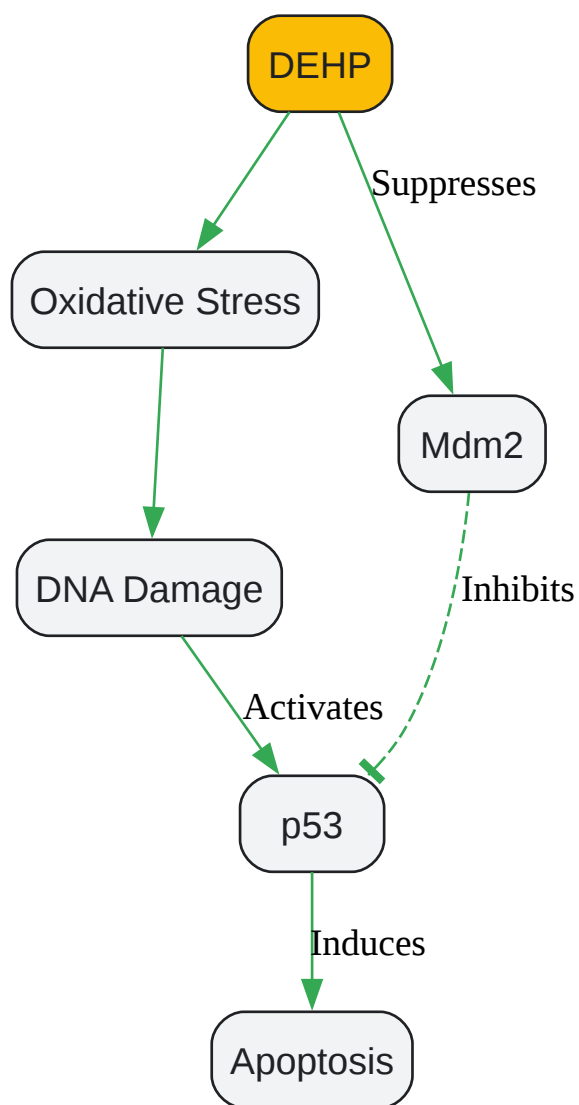 DEHP
Suppresses
Oxidative Stress
Mdm2
DNA Damage
Inhibits
Activates
p53
Induces
Apoptosis